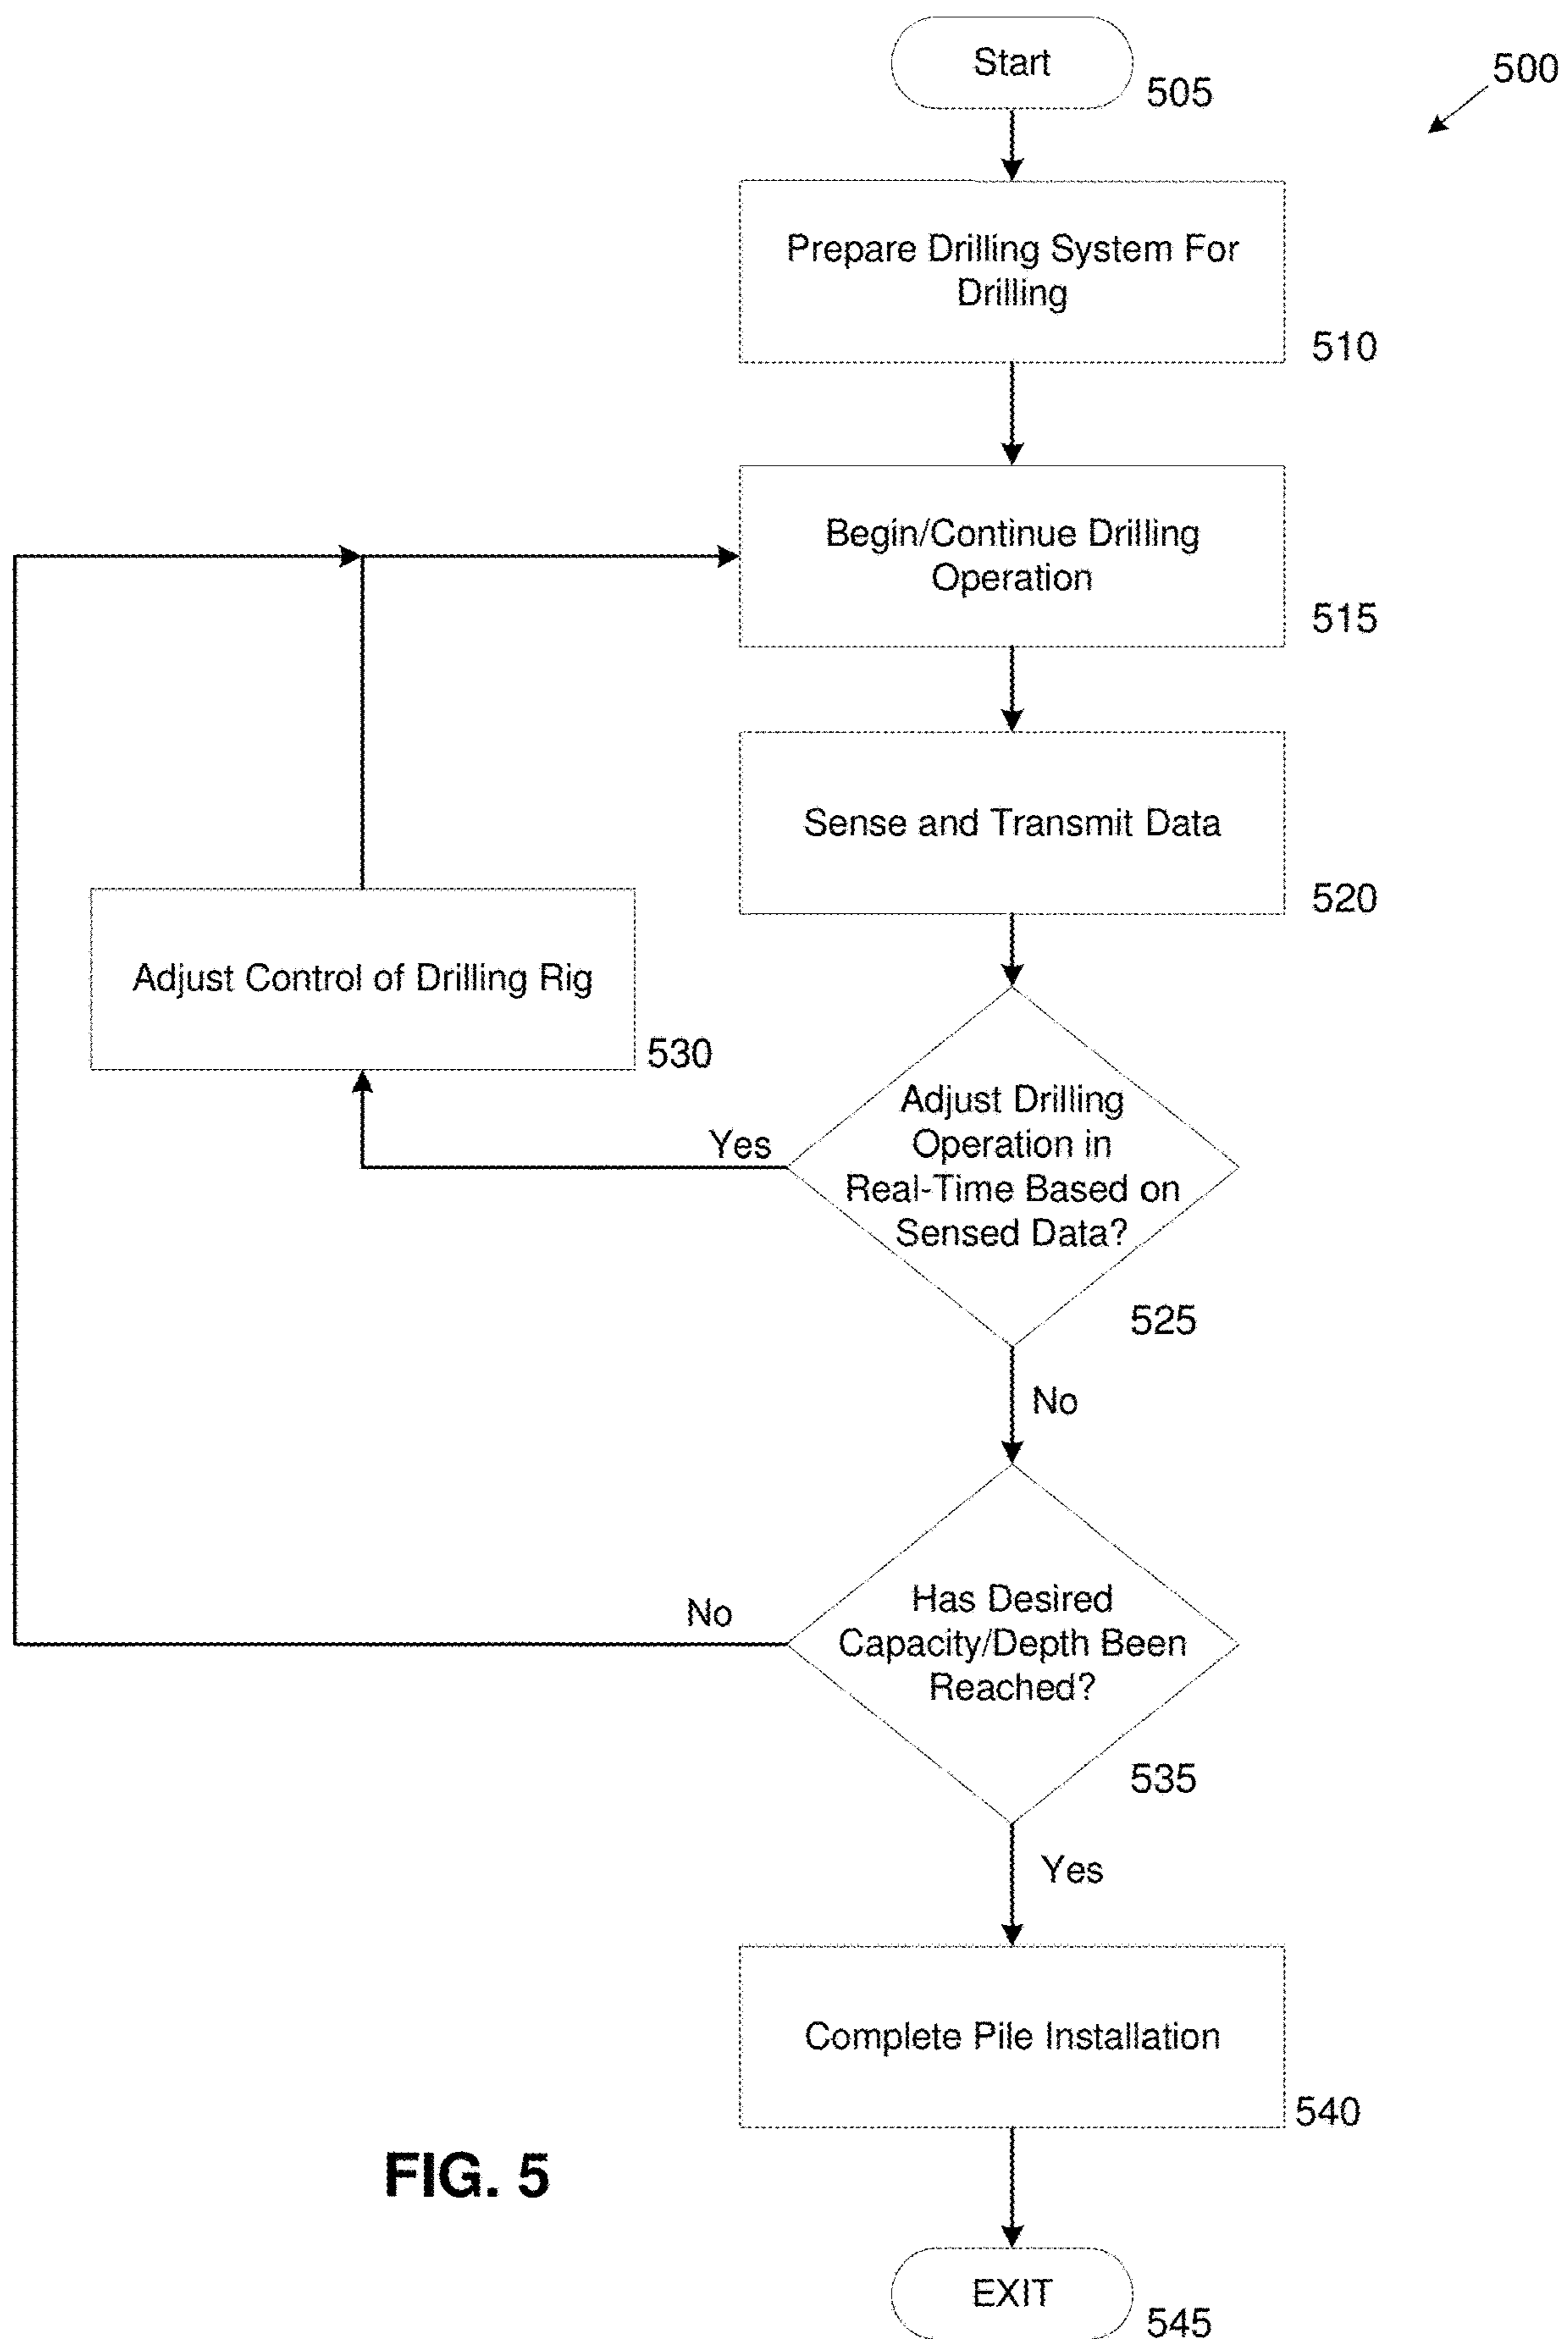 Start
505
500
Prepare Drilling System For
Drilling
510
Begin/Continue Drilling
Operation
515
Sense and Transmit Data
520
Adjust Control of Drilling Rig
530
Yes
Adjust Drilling
Operation in
Real-Time Based on
Sensed Data?
525
No
No
Has Desired
Capacity/Depth Been
Reached?
535
Yes
Complete Pile Installation
540
FIG. 5
EXIT
545